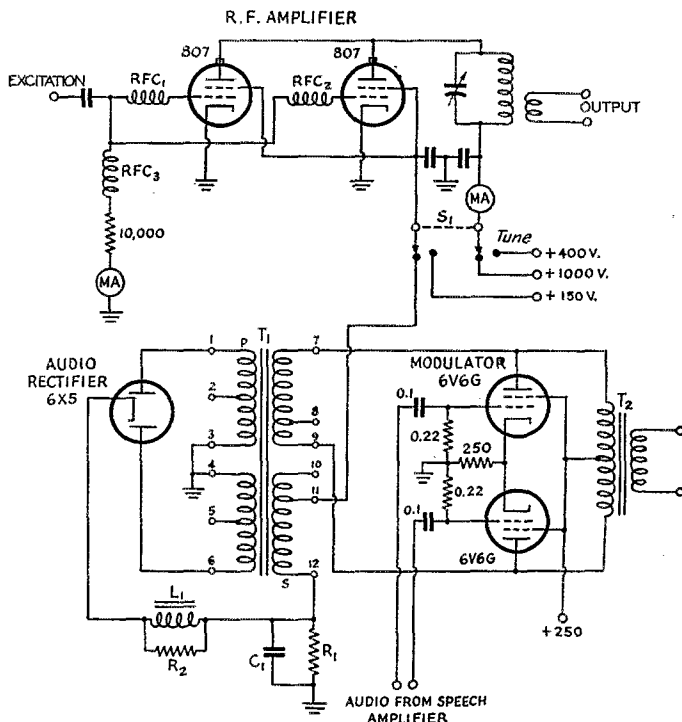 R.F. AMPLIFIER
807
807
EXCITATION
RFC1
RFC2
OUTPUT
RFC3
MA
S1
10,000
Tune
+400 V.
+1000 V.
+150 V.
MA
1
P
T1
7
AUDIO
RECTIFIER
6X5
MODULATOR
6V6G
2
0.1
T2
8
0.22
3
9
250
4
10
11
0.22
5
0.1
6
S
12
6V6G
L1
+250
R2
C1
R1
AUDIO FROM SPEECH
AMPLIFIER